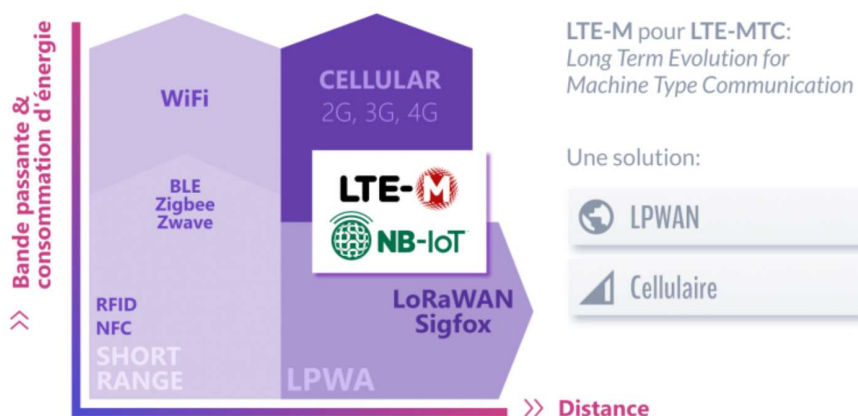 Bande passante &
consommation d'énergie
WiFi
BLE
Zigbee
Zwave
RFID
NFC
SHORT
RANGE
CELLULAR
2G, 3G, 4G
LTE-M
NB-IoT
LoRaWAN
Sigfox
LPWA
Distance
LTE-M pour LTE-MTC:
Long Term Evolution for
Machine Type Communication
Une solution:
LPWAN
Cellulaire